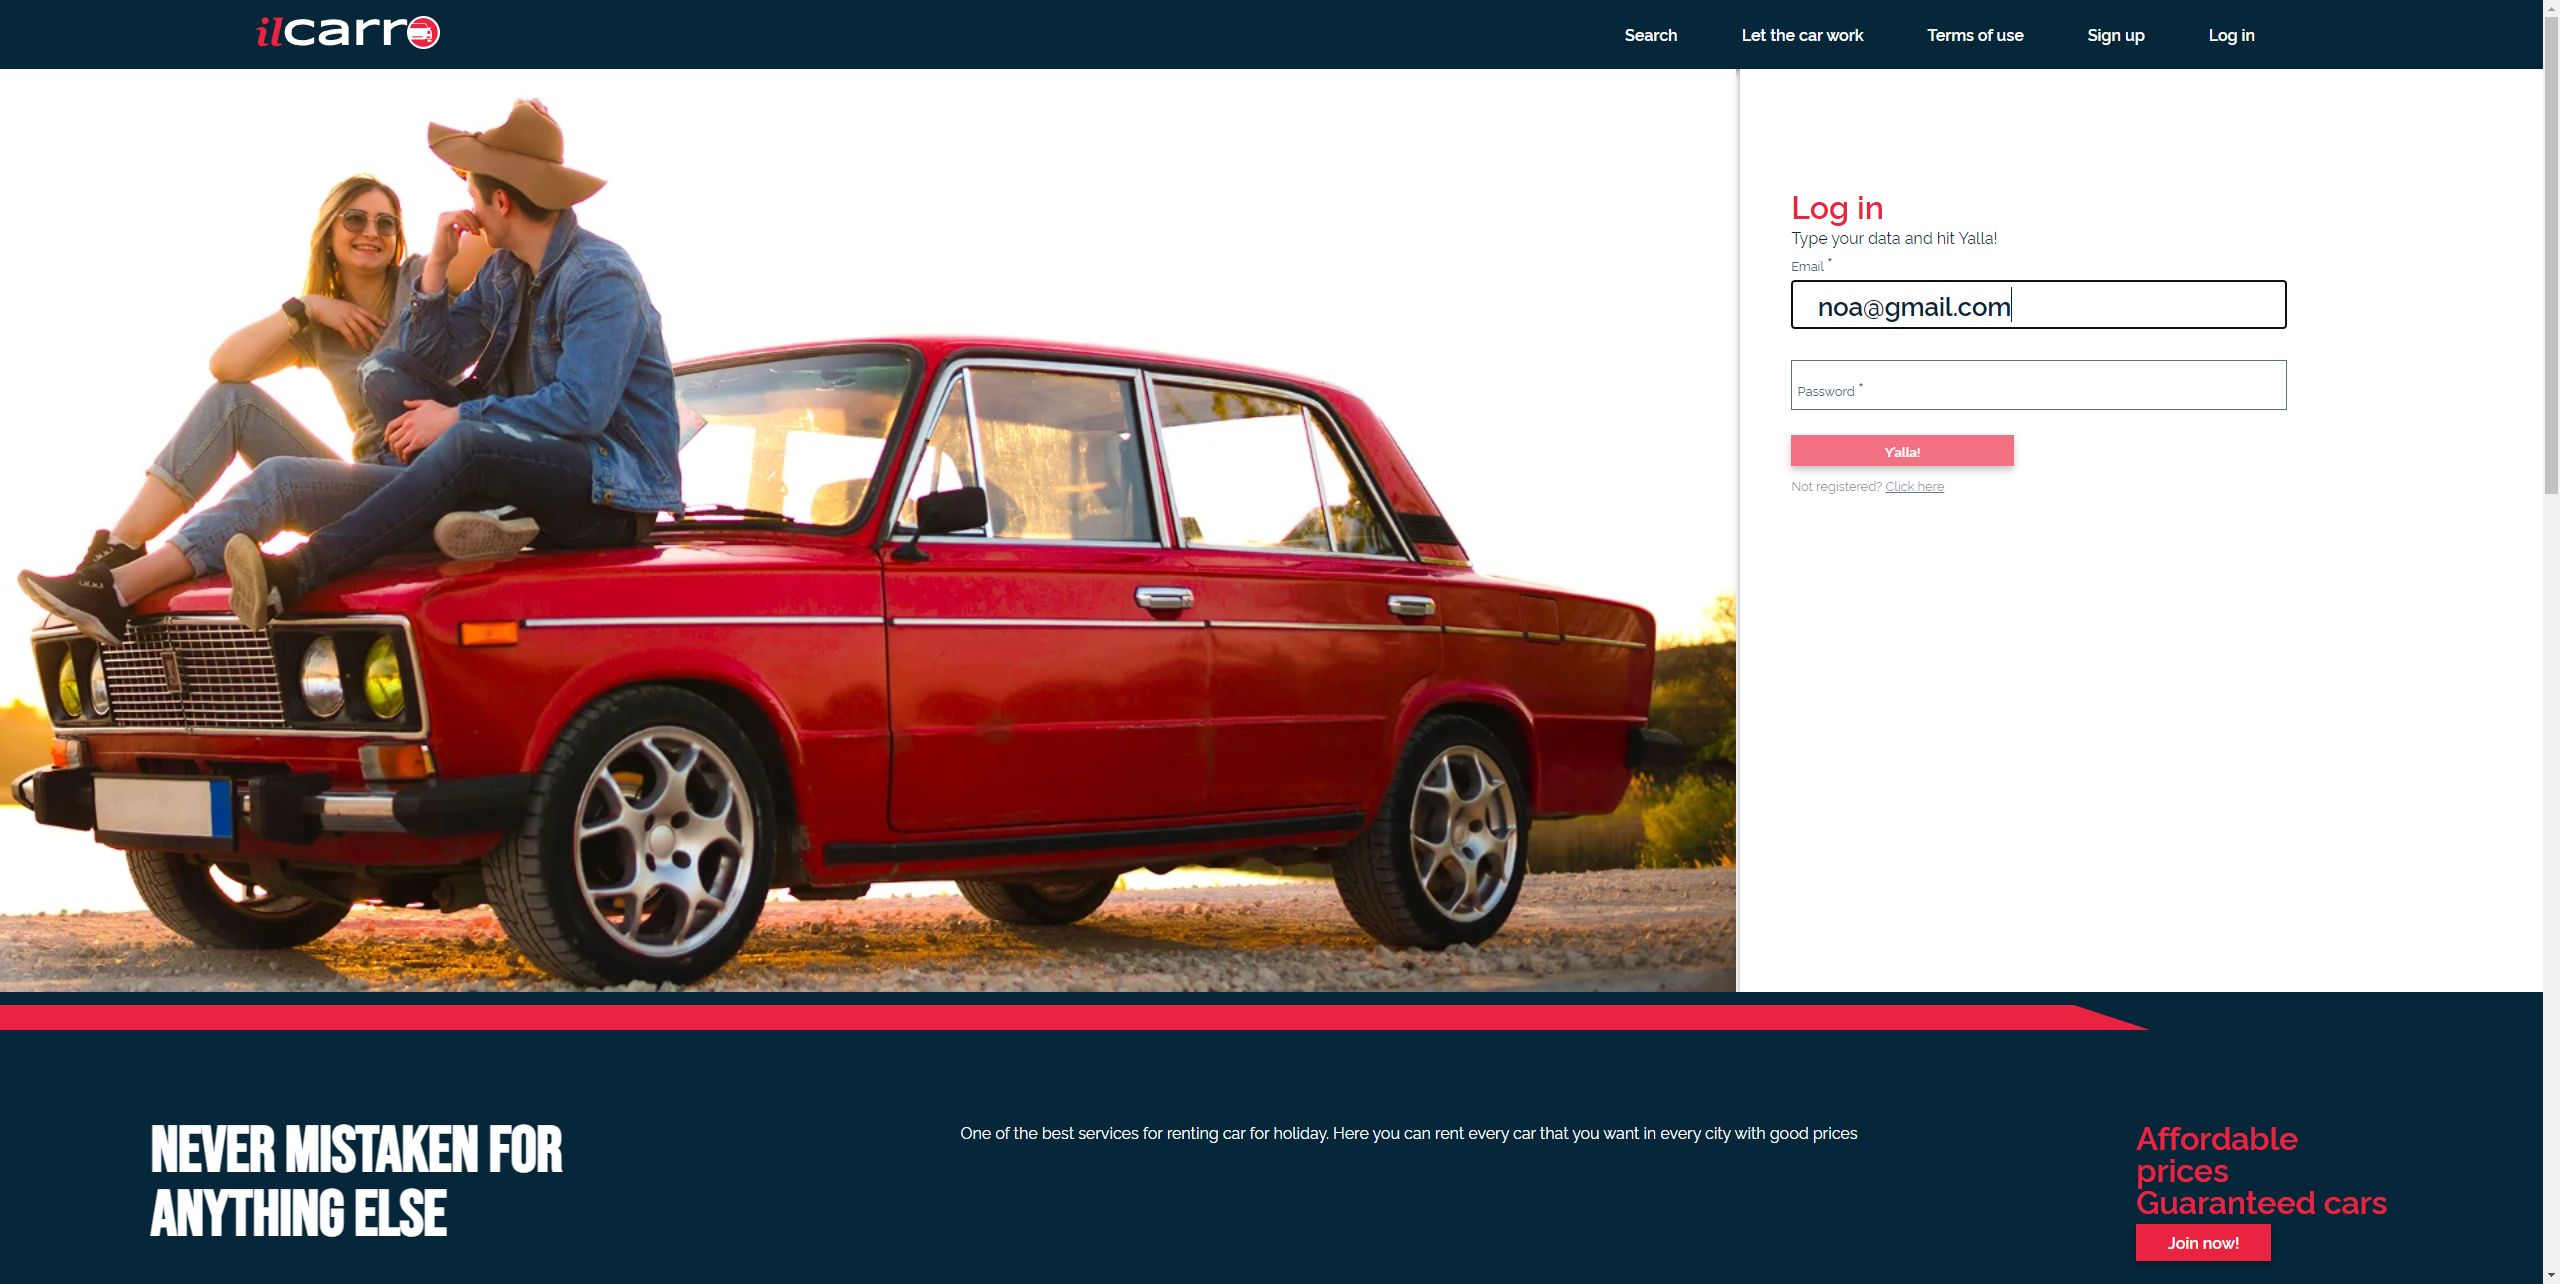 ilcarro
Search
Let the car work
Terms of use
Sign up
Log in
Log in
Type your data and hit Yalla!
Email *
noa@gmail.com
Password *
Y'alla!
Not registered? Click here
NEVER MISTAKEN FOR
ANYTHING ELSE
One of the best services for renting car for holiday. Here you can rent every car that you want in every city with good prices
Affordable
prices
Guaranteed cars
Join now!